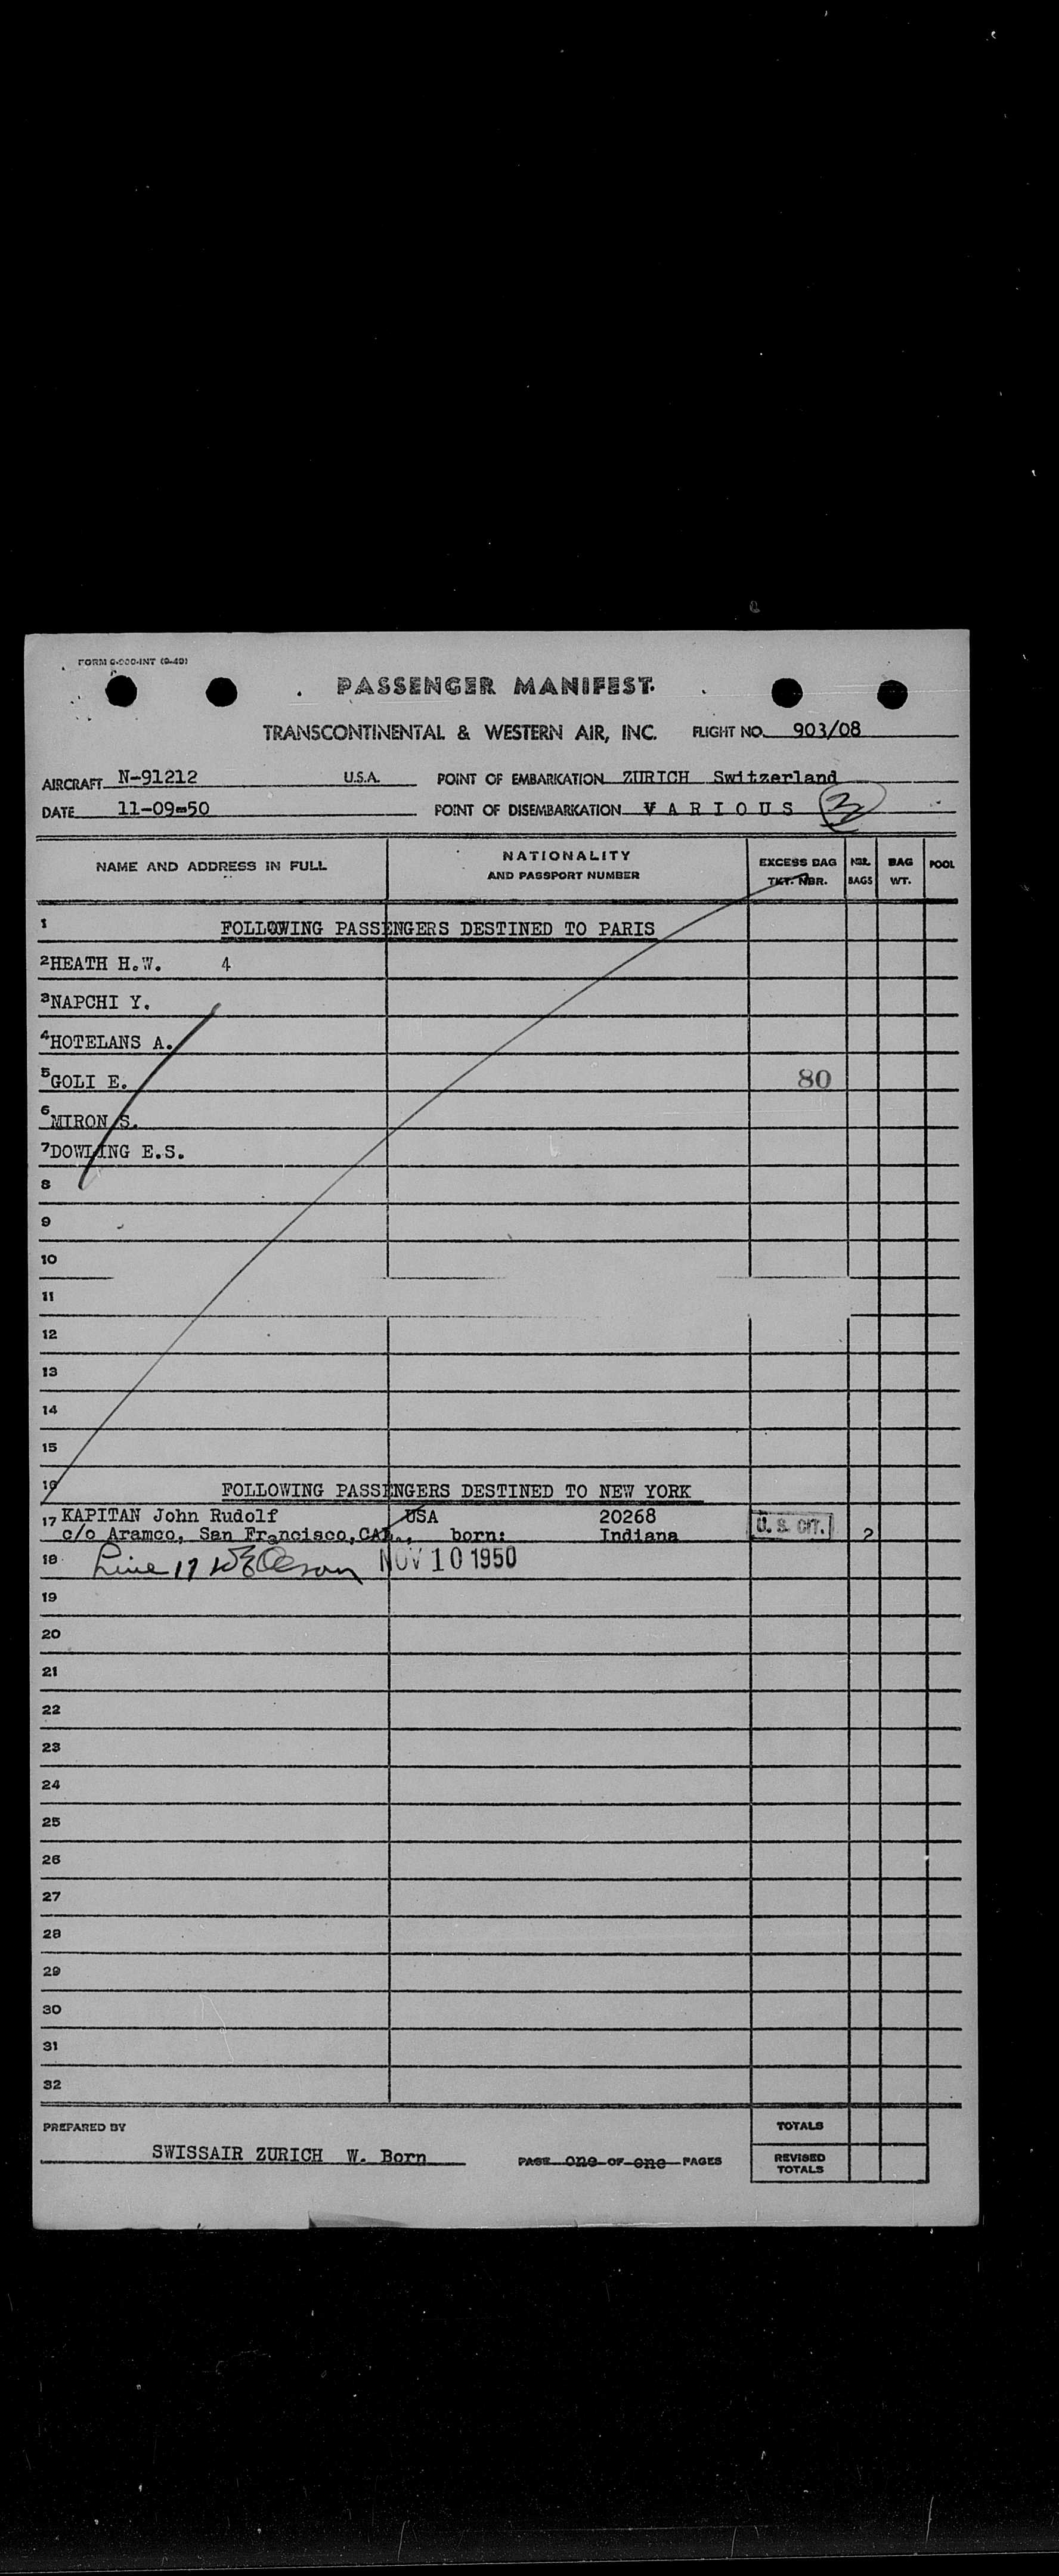 FORM 0-900-INT (9-49)
PASSENGER MANIFEST
TRANSCONTINENTAL & WESTERN AIR, INC. FLIGHT NO. 903/08
AIRCRAFT N-91212 U.S.A. POINT OF EMBARKATION ZURICH Switzerland
DATE 11-09-50 POINT OF DISEMBARKATION V A R I O U S
NAME AND ADDRESS IN FULL NATIONALITY AND PASSPORT NUMBER EXCESS BAG TKT. NBR. NBR. BAGS BAG WT. POOL
1 FOLLOWING PASSENGERS DESTINED TO PARIS
2 HEATH H.W. 4
3 NAPCHI Y.
4 HOTELANS A.
5 GOLI E. 80
6 MIRON S.
7 DOWLING E.S.
8
9
10
11
12
13
14
15
16 FOLLOWING PASSENGERS DESTINED TO NEW YORK
17 KAPITAN John Rudolf USA 20268 U. S. CIT.
c/o Aramco, San Francisco, CAL., born: Indiana 2
18 Line 17 NOV 10 1950
19
20
21
22
23
24
25
26
27
28
29
30
31
32
PREPARED BY TOTALS
SWISSAIR ZURICH W. Born PAGE one OF one PAGES REVISED TOTALS